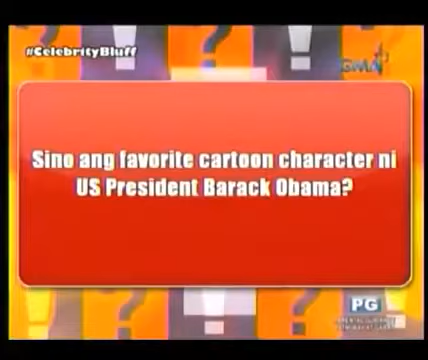 #CelebrityBluff
GMA
Sino ang favorite cartoon character ni
US President Barack Obama?
PG